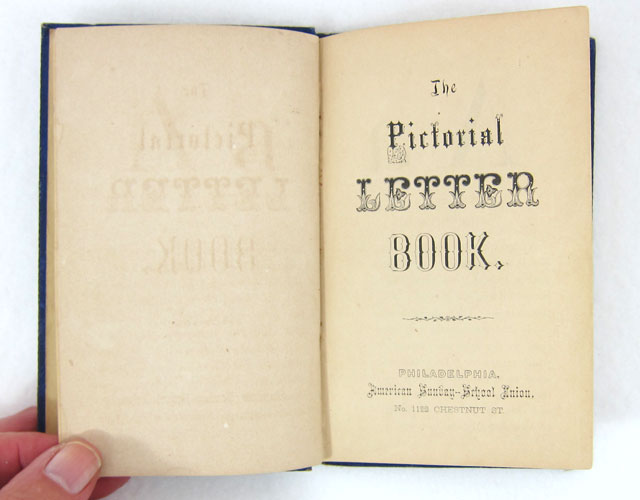 The
Pictorial
LETTER
BOOK.
PHILADELPHIA.
American Sunday-School Union,
No. 1122 CHESTNUT ST.